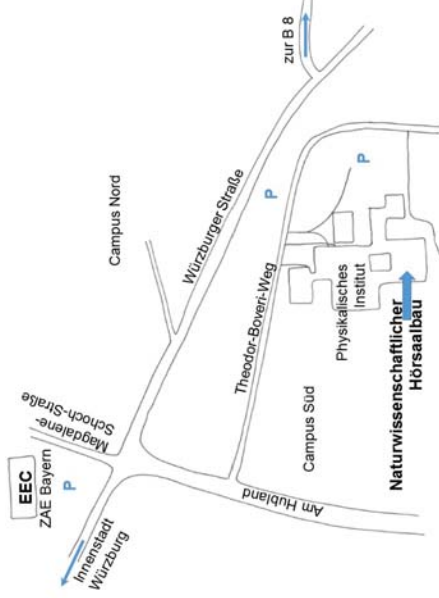 EEC
ZAE Bayern
P
Magdalene-
Schoch-Straße
Innenstadt
Würzburg
Campus Nord
zur B 8
Würzburger Straße
P
Theodor-Boveri-Weg
P
Am Hubland
Campus Süd
Physikalisches
Institut
Naturwissenschaftlicher
Hörsaalbau